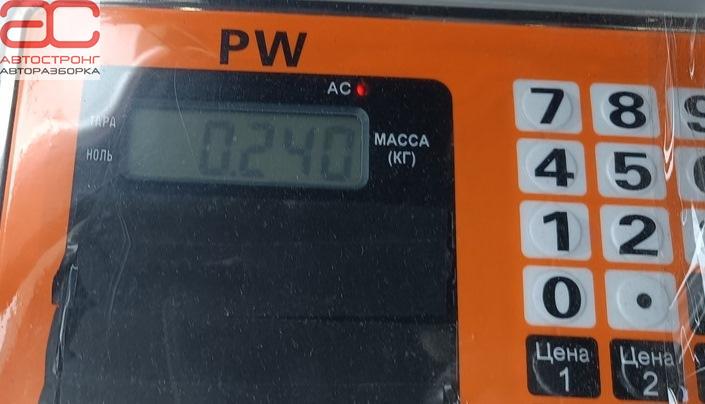 АС
АВТОСТРОНГ
АВТОРАЗБОРКА
PW
AC
ТАРА
НОЛЬ
0.240
МАССА
(КГ)
7 8 9
4 5
1 2
0 .
Цена 1
Цена 2